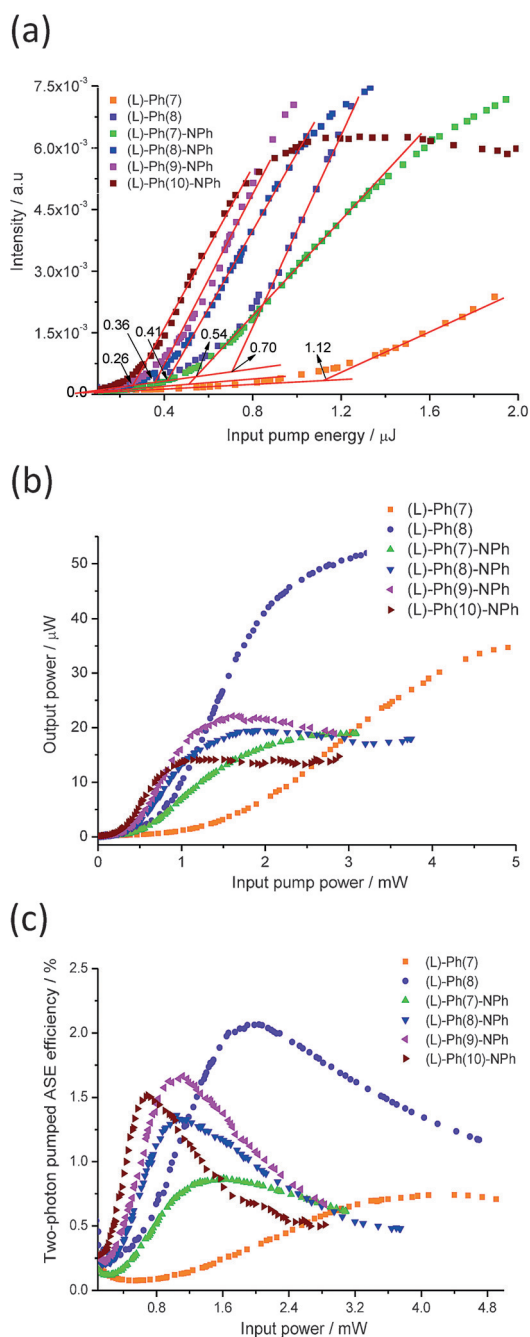 (a)
7.5x10⁻³
6.0x10⁻³
4.5x10⁻³
3.0x10⁻³
1.5x10⁻³
0.0
Intensity / a.u
(L)-Ph(7)
(L)-Ph(8)
(L)-Ph(7)-NPh
(L)-Ph(8)-NPh
(L)-Ph(9)-NPh
(L)-Ph(10)-NPh
0.26
0.36
0.41
0.54
0.70
1.12
0.4 0.8 1.2 1.6 2.0
Input pump energy / μJ
(b)
50
40
30
20
10
0
Output power / μW
(L)-Ph(7)
(L)-Ph(8)
(L)-Ph(7)-NPh
(L)-Ph(8)-NPh
(L)-Ph(9)-NPh
(L)-Ph(10)-NPh
0 1 2 3 4 5
Input pump power / mW
(c)
2.5
2.0
1.5
1.0
0.5
0.0
Two-photon pumped ASE efficiency / %
(L)-Ph(7)
(L)-Ph(8)
(L)-Ph(7)-NPh
(L)-Ph(8)-NPh
(L)-Ph(9)-NPh
(L)-Ph(10)-NPh
0.8 1.6 2.4 3.2 4.0 4.8
Input power / mW